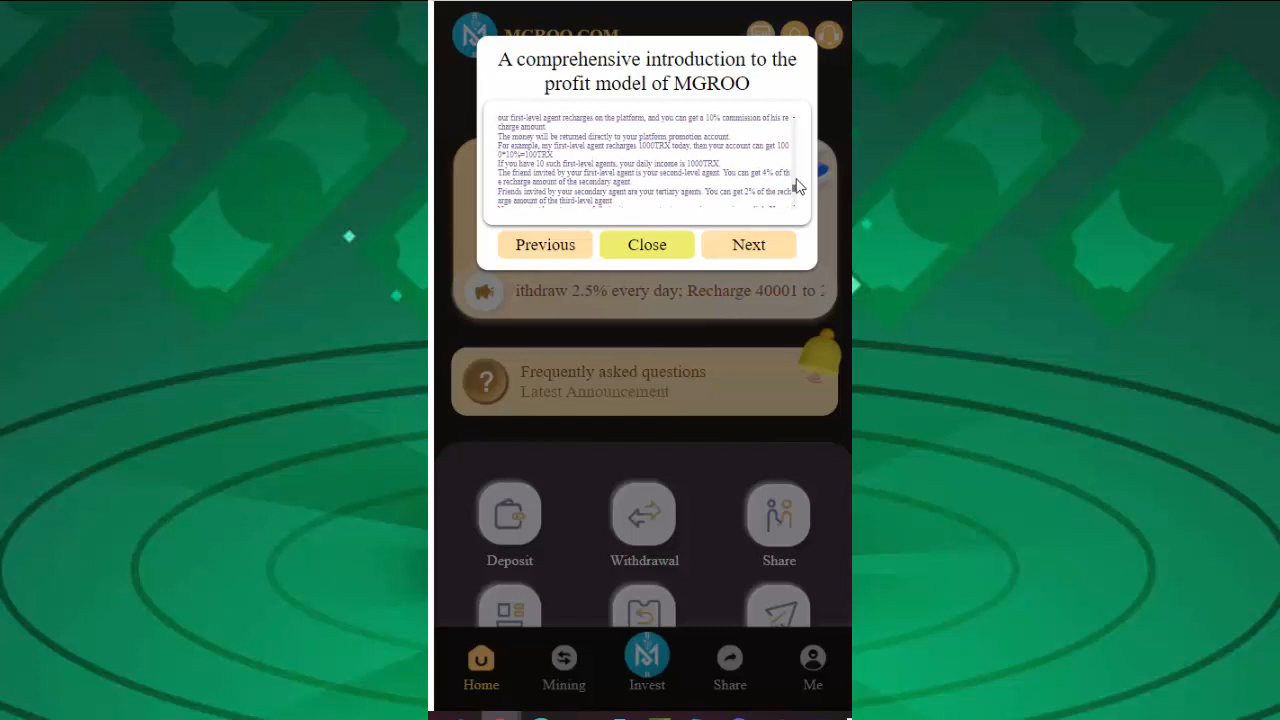 MGROO.COM
A comprehensive introduction to the
profit model of MGROO
our first-level agent recharges on the platform, and you can get a 10% commission of his re
charge amount.
The money will be returned directly to your platform promotion account.
For example, my first-level agent recharges 1000TRX today, then your account can get 100
0*10%=100TRX
If you have 10 such first-level agents, your daily income is 1000TRX.
The friend invited by your first-level agent is your second-level agent. You can get 4% of th
e recharge amount of the secondary agent.
Friends invited by your secondary agent are your tertiary agents. You can get 2% of the rech
arge amount of the third-level agent
Previous
Close
Next
ithdraw 2.5% every day; Recharge 40001 to 2
Frequently asked questions
Latest Announcement
Deposit
Withdrawal
Share
Home
Mining
Invest
Share
Me